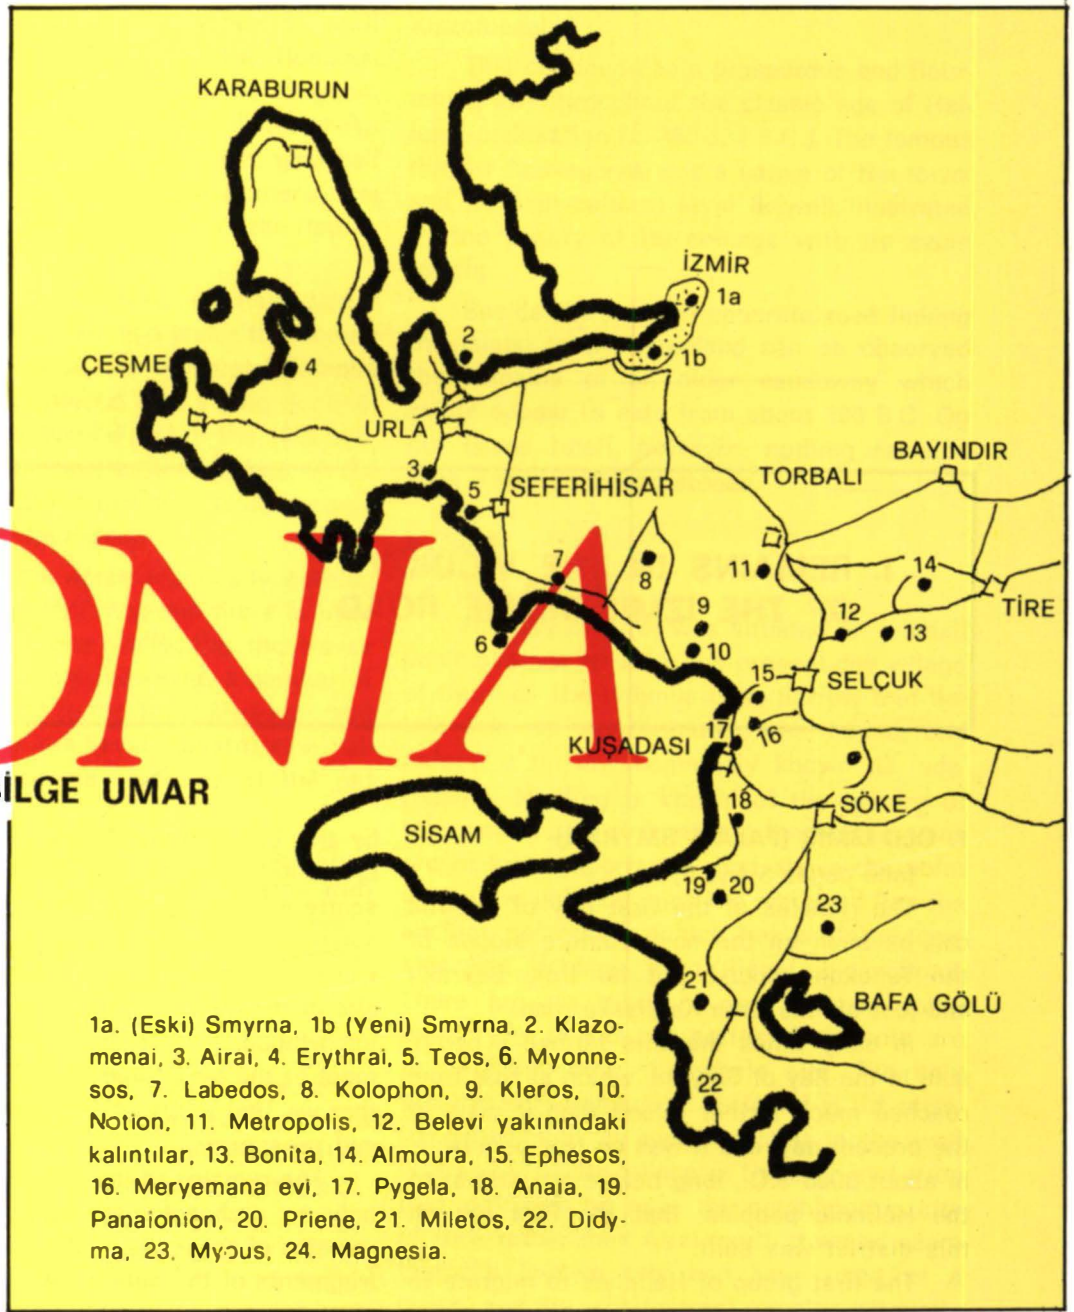 KARABURUN
İZMİR
1a
1b
2
ÇEŞME
4
URLA
BAYINDIR
TORBALI
3
5
SEFERİHİSAR
7
8
11
14
TİRE
9
12
13
6
10
15
SELÇUK
ONIA
KUŞADASI
17
16
BİLGE UMAR
18
SÖKE
SİSAM
19
20
23
21
BAFA GÖLÜ
22
1a. (Eski) Smyrna, 1b (Yeni) Smyrna, 2. Klazo-
menai, 3. Airai, 4. Erythrai, 5. Teos, 6. Myonne-
sos, 7. Labedos, 8. Kolophon, 9. Kleros, 10.
Notion, 11. Metropolis, 12. Belevi yakınındaki
kalıntılar, 13. Bonita, 14. Almoura, 15. Ephesos,
16. Meryemana evi, 17. Pygela, 18. Anaia, 19.
Panaionion, 20. Priene, 21. Miletos, 22. Didy-
ma, 23. Myous, 24. Magnesia.